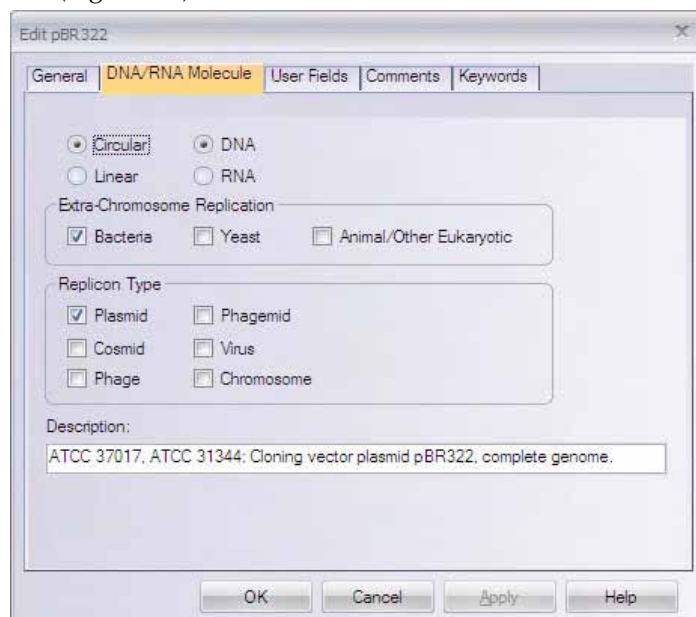 Edit pBR322
General DNA/RNA Molecule User Fields Comments Keywords
Circular DNA
Linear RNA
Extra-Chromosome Replication
Bacteria Yeast Animal/Other Eukaryotic
Replicon Type
Plasmid Phagemid
Cosmid Virus
Phage Chromosome
Description:
ATCC 37017, ATCC 31344: Cloning vector plasmid pBR322, complete genome.
OK Cancel Apply Help